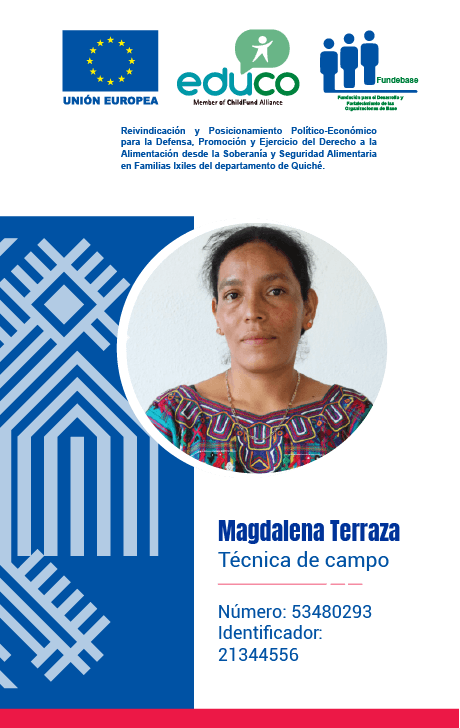 UNIÓN EUROPEA
educo
Member of ChildFund Alliance
Fundebase
Fundación para el Desarrollo y
Fortalecimiento de las
Organizaciones de Base
Reivindicación y Posicionamiento Político-Económico
para la Defensa, Promoción y Ejercicio del Derecho a la
Alimentación desde la Soberanía y Seguridad Alimentaria
en Familias Ixiles del departamento de Quiché.
Magdalena Terraza
Técnica de campo
Número: 53480293
Identificador:
21344556